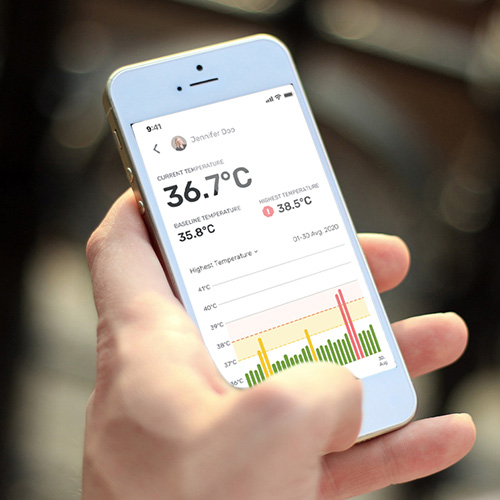 9:41
Jennifer Doo
CURRENT TEMPERATURE
36.7°C
BASELINE TEMPERATURE
35.8°C
HIGHEST TEMPERATURE
38.5°C
Highest Temperature
01-30 Aug, 2020
41°C
40°C
39°C
38°C
37°C
36°C
30
Aug